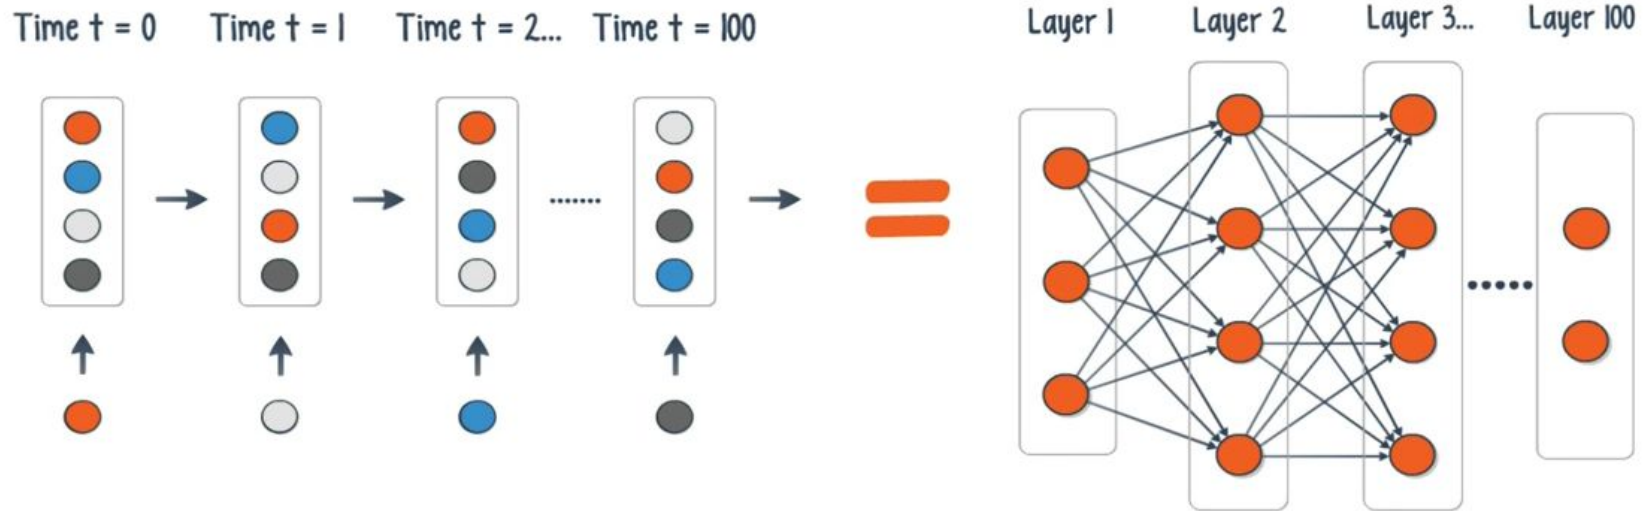 Time t = 0
Time t = 1
Time t = 2...
Time t = 100
Layer 1
Layer 2
Layer 3...
Layer 100